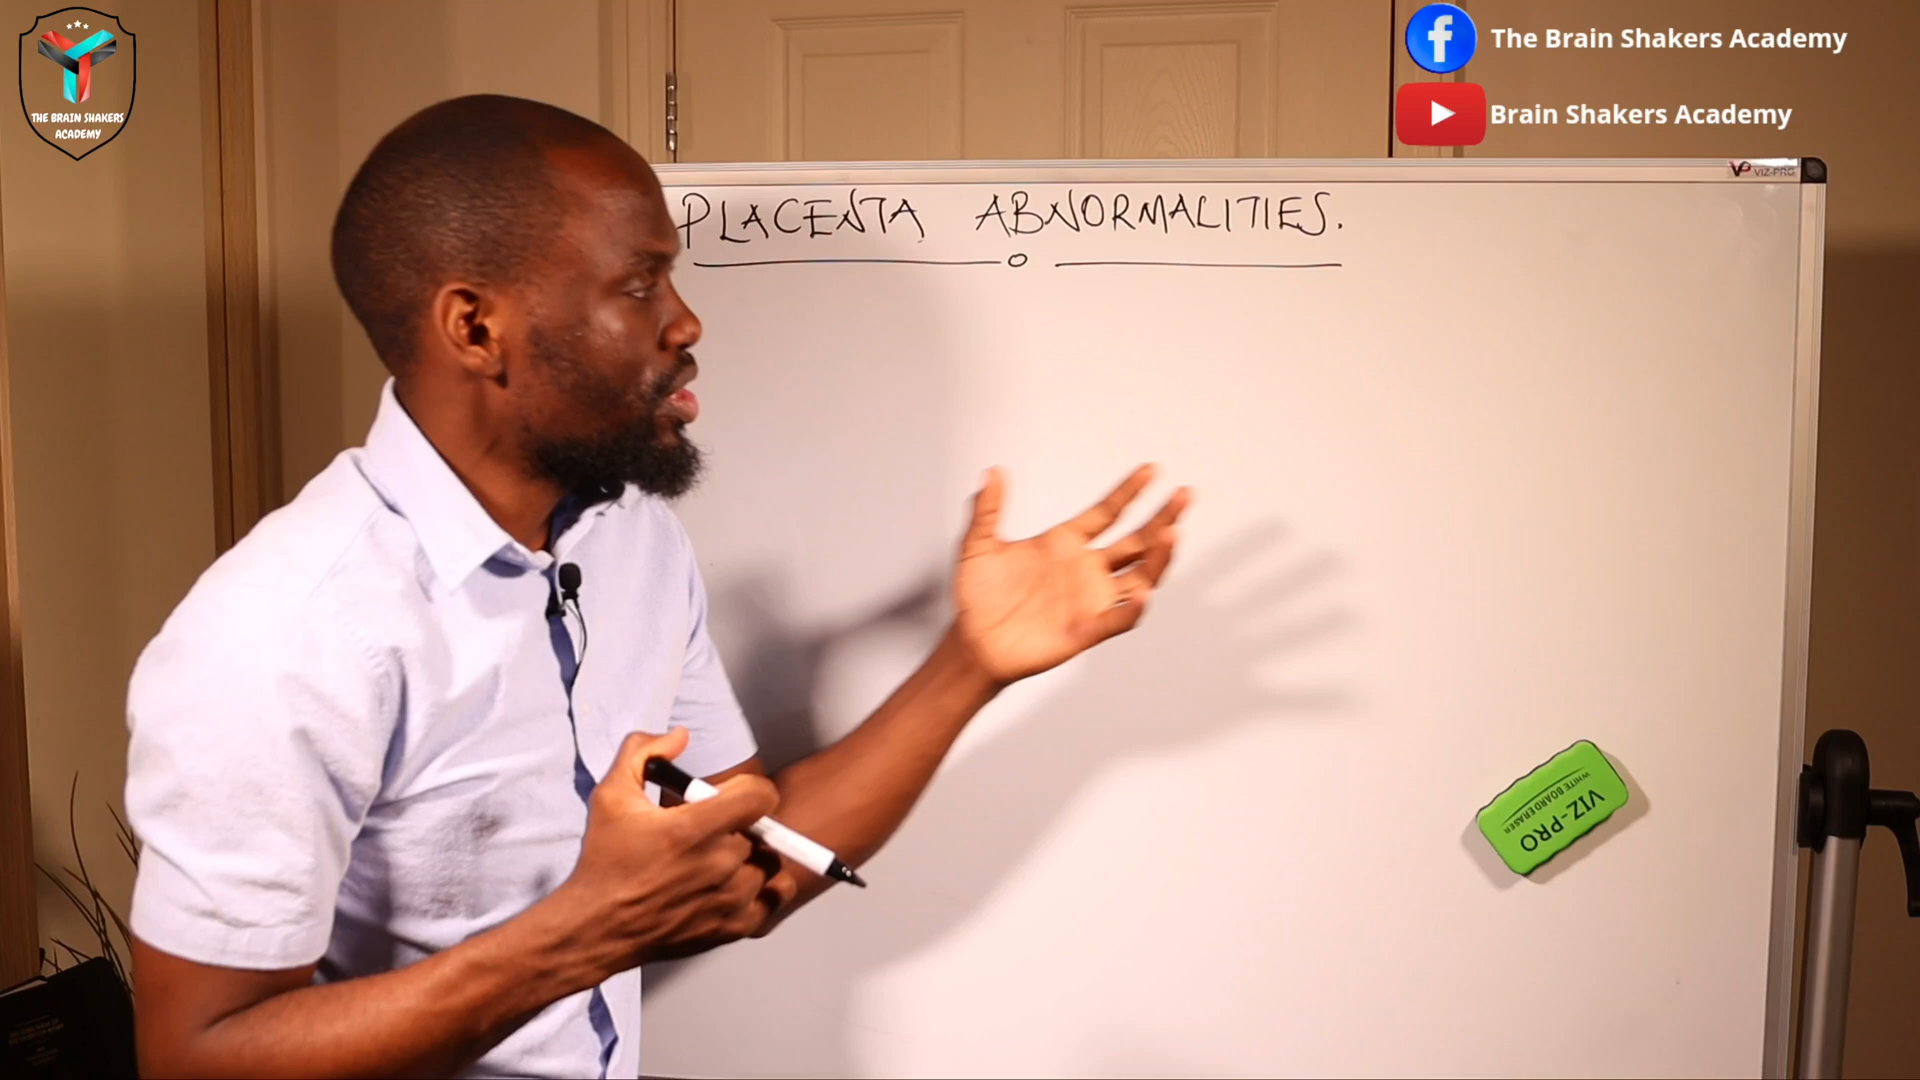 THE BRAIN SHAKERS
ACADEMY
The Brain Shakers Academy
Brain Shakers Academy
VP VIZ-PRO
PLACENTA ABNORMALITIES.
VIZ-PRO
WHITE BOARD ERASER